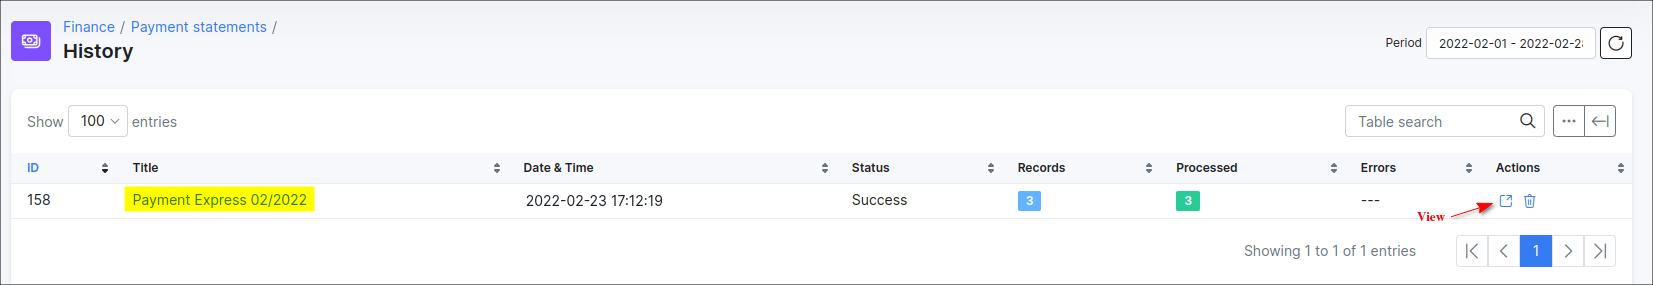 Finance / Payment statements /
History
Period 2022-02-01 - 2022-02-28
Show 100 entries
Table search
ID Title Date & Time Status Records Processed Errors Actions
158 Payment Express 02/2022 2022-02-23 17:12:19 Success 3 3 ---
View
Showing 1 to 1 of 1 entries 1